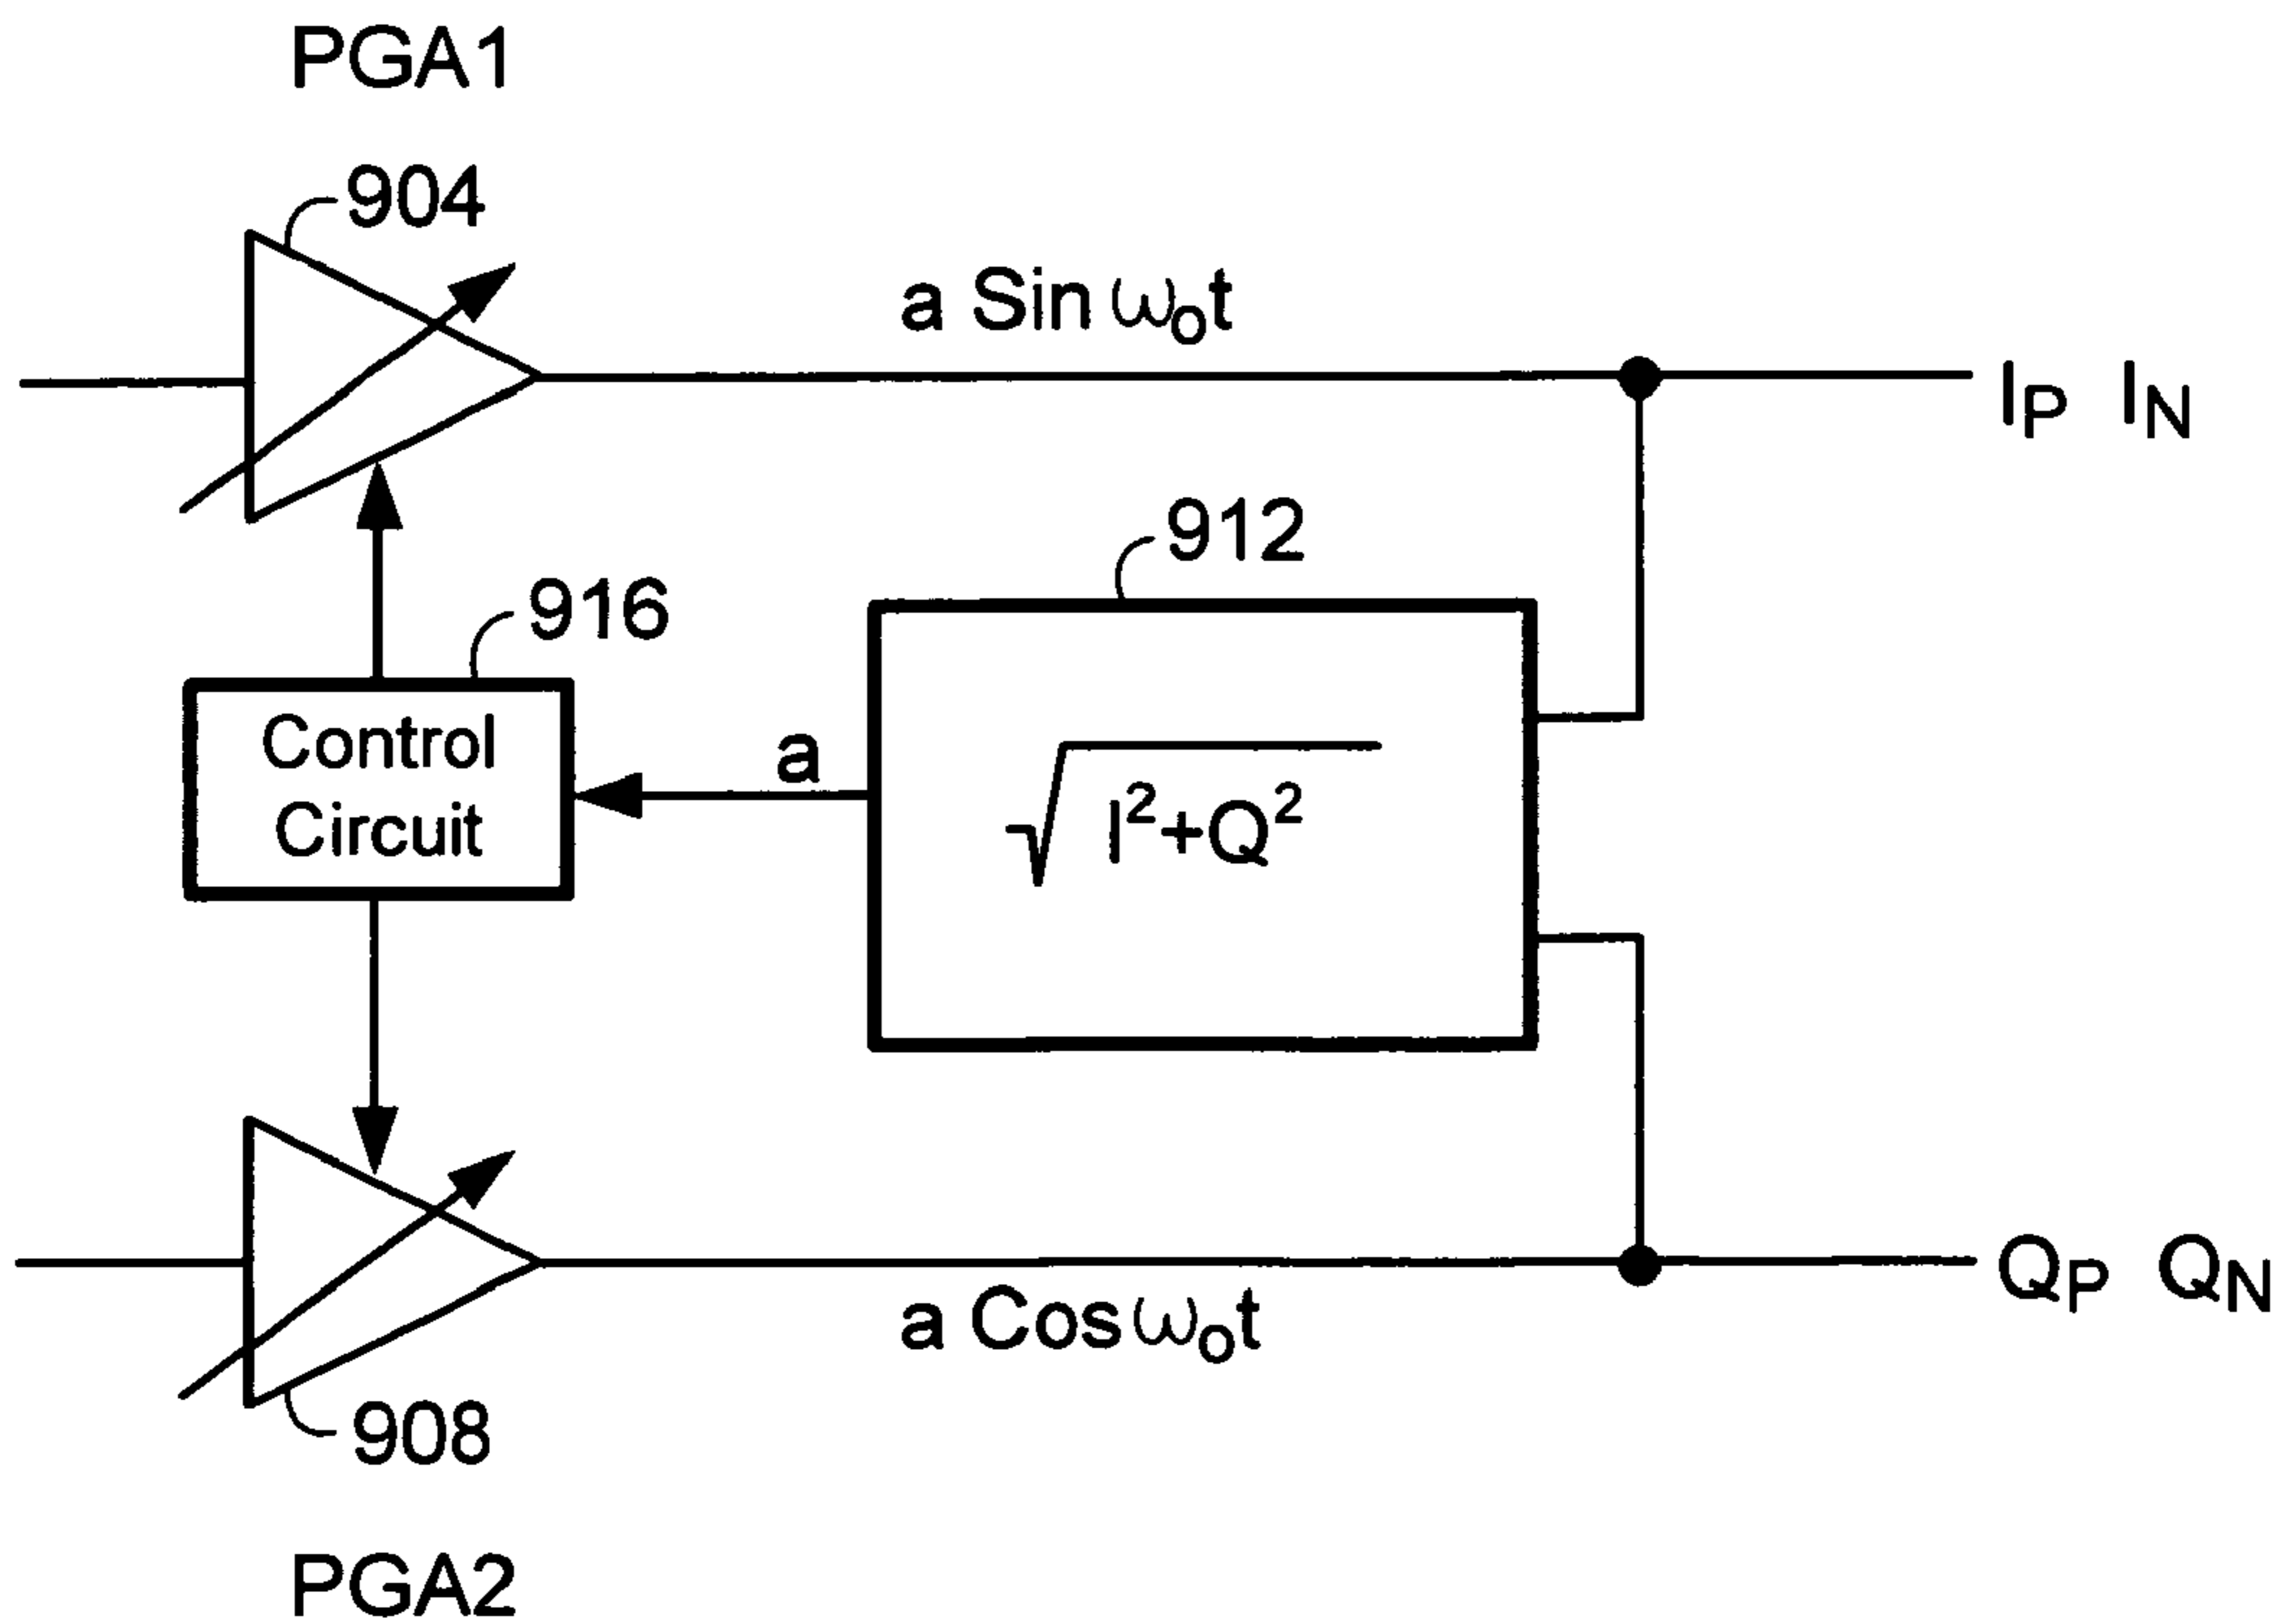 PGA1
904
a Sin ω₀t
I_P I_N
912
916
Control
Circuit
a
√I²+Q²
Q_P Q_N
a Cos ω₀t
908
PGA2